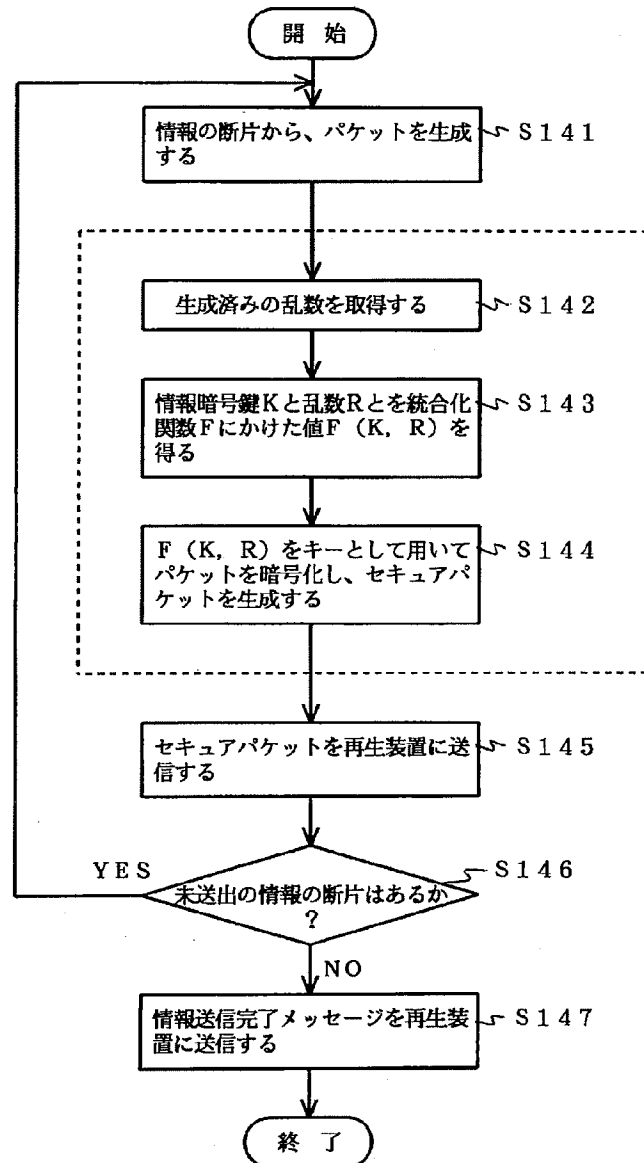 開 始
情報の断片から、パケットを生成
する
S141
生成済みの乱数を取得する
S142
情報暗号鍵Kと乱数Rとを統合化
関数Fにかけた値F(K, R)を
得る
S143
F(K, R)をキーとして用いて
パケットを暗号化し、セキュアパ
ケットを生成する
S144
セキュアパケットを再生装置に送
信する
S145
YES
未送出の情報の断片はあるか
?
S146
NO
情報送信完了メッセージを再生装
置に送信する
S147
終 了